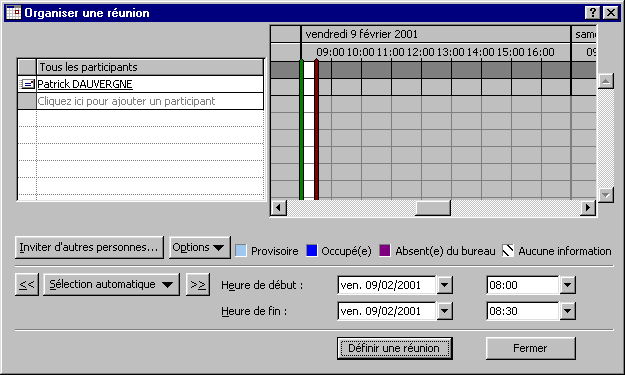 Organiser une réunion
vendredi 9 février 2001 same
09:00 10:00 11:00 12:00 13:00 14:00 15:00 16:00 09
Tous les participants
Patrick DAUVERGNE
Cliquez ici pour ajouter un participant
Inviter d'autres personnes... Options Provisoire Occupé(e) Absent(e) du bureau Aucune information
<< Sélection automatique >> Heure de début : ven. 09/02/2001 08:00
Heure de fin : ven. 09/02/2001 08:30
Définir une réunion Fermer